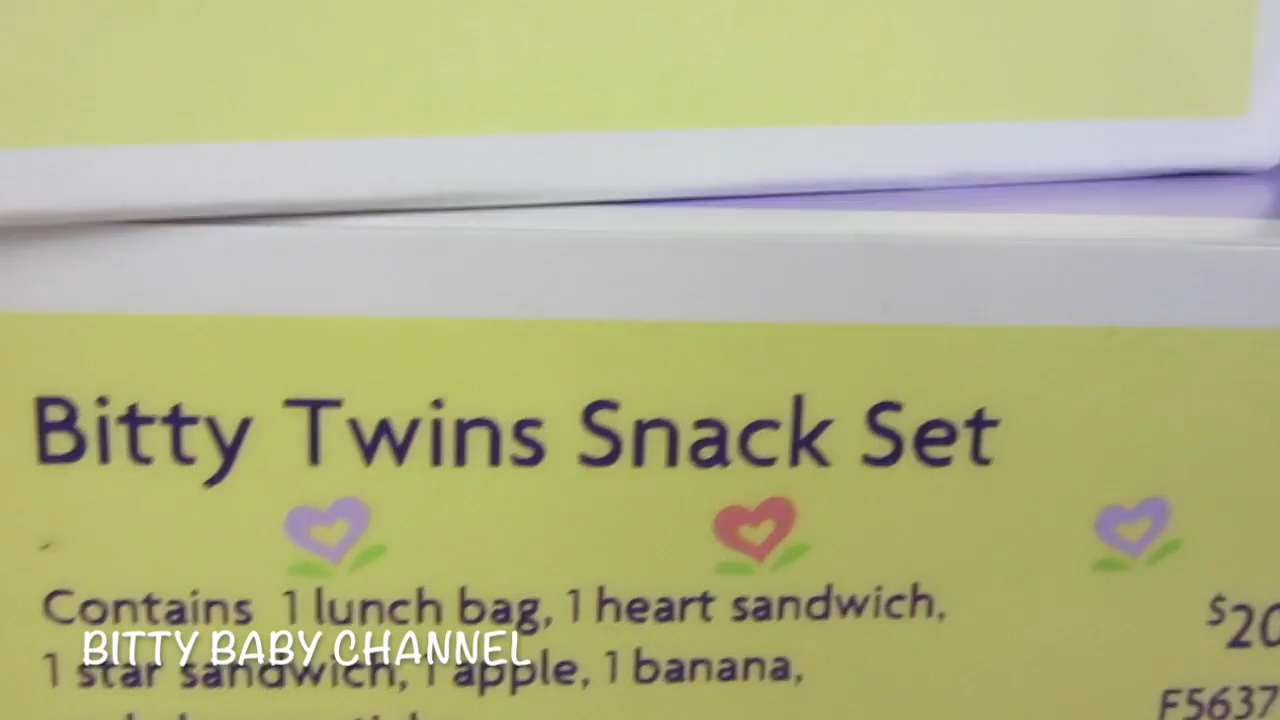 Bitty Twins Snack Set
Contains 1 lunch bag, 1 heart sandwich,
$20
BITTY BABY CHANNEL
1 star sandwich, 1 apple, 1 banana,
F5637